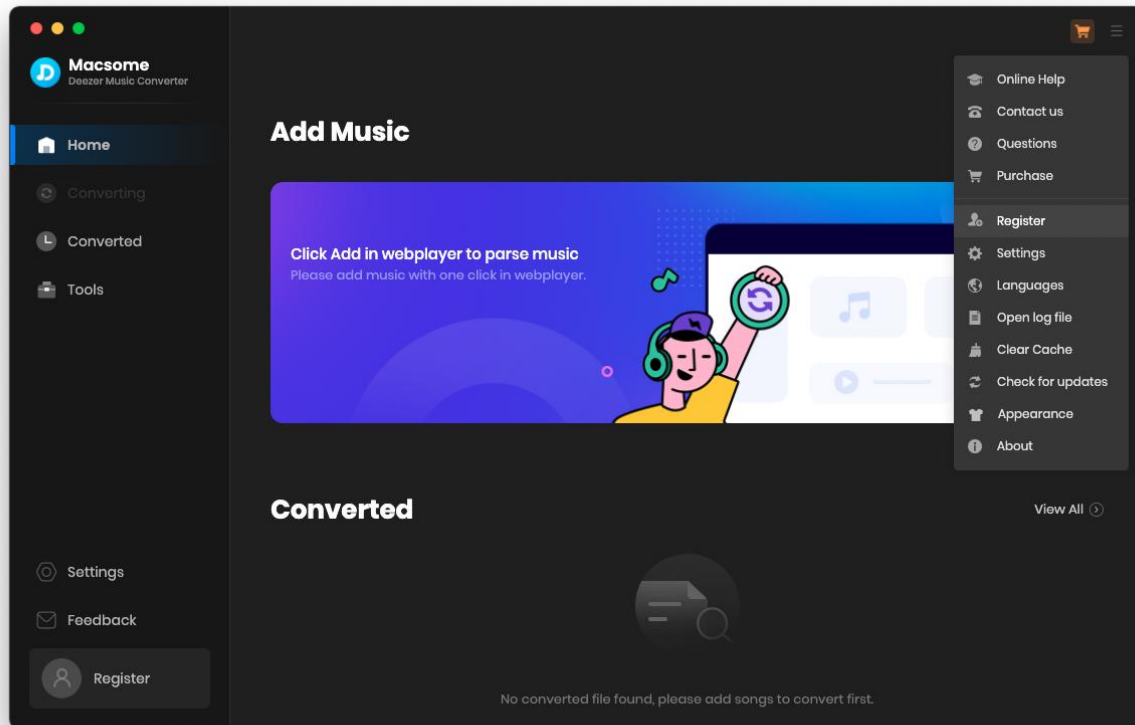 Macsome
Deezer Music Converter
Home
Converting
Converted
Tools
Settings
Feedback
Register
Add Music
Click Add in webplayer to parse music
Please add music with one click in webplayer.
Online Help
Contact us
Questions
Purchase
Register
Settings
Languages
Open log file
Clear Cache
Check for updates
Appearance
About
Converted
View All
No converted file found, please add songs to convert first.